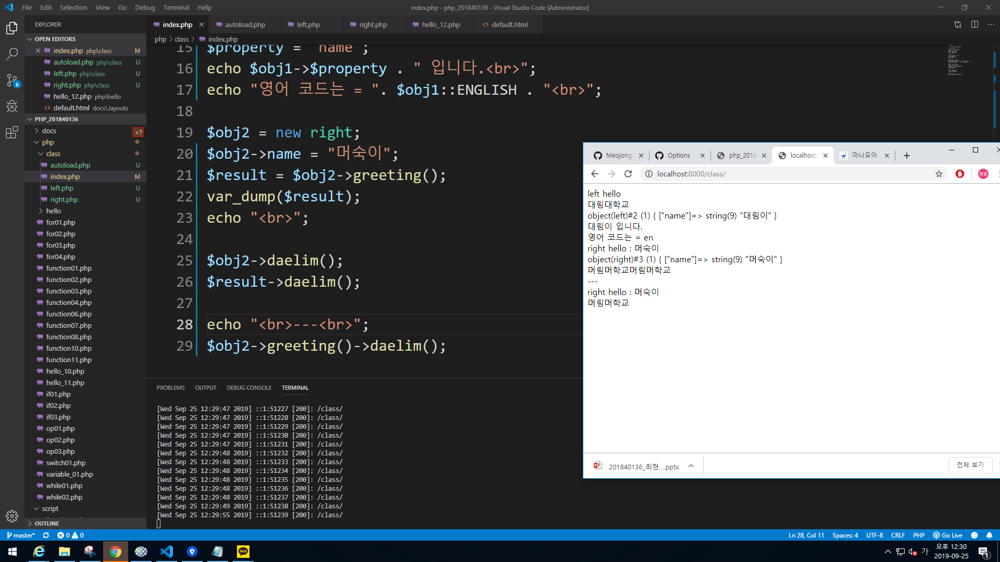 File Edit Selection View Go Debug Terminal Help
index.php - php_201840136 - Visual Studio Code [Administrator]
EXPLORER
OPEN EDITORS
index.php php\class M
autoload.php php\class U
left.php php\class U
right.php php\class U
hello_12.php php\hello
default.html docs\.layouts
PHP_201840136
docs
<?
php
class
autoload.php U
index.php M
left.php U
right.php U
hello
for01.php
for02.php
for03.php
for04.php
function01.php
function02.php
function03.php
function04.php
function06.php
function07.php
function08.php
function10.php
function11.php
hello_10.php
hello_11.php
if01.php
if02.php
if03.php
op01.php
op02.php
op03.php
switch01.php
variable_01.php
while01.php
while02.php
script
OUTLINE
6
index.php autoload.php left.php right.php hello_12.php default.html
php > class > index.php
15 $property = "name";
16 echo $obj1->$property . " 입니다.<br>";
17 echo "영어 코드는 = ". $obj1::ENGLISH . "<br>";
18
19 $obj2 = new right;
20 $obj2->name = "머숙이";
21 $result = $obj2->greeting();
22 var_dump($result);
23 echo "<br>";
24
25 $obj2->daelim();
26 $result->daelim();
27
28 echo "<br>---<br>";
29 $obj2->greeting()->daelim();
PROBLEMS OUTPUT DEBUG CONSOLE TERMINAL
[Wed Sep 25 12:29:47 2019] ::1:51227 [200]: /class/
[Wed Sep 25 12:29:47 2019] ::1:51228 [200]: /class/
[Wed Sep 25 12:29:47 2019] ::1:51229 [200]: /class/
[Wed Sep 25 12:29:47 2019] ::1:51230 [200]: /class/
[Wed Sep 25 12:29:47 2019] ::1:51231 [200]: /class/
[Wed Sep 25 12:29:48 2019] ::1:51232 [200]: /class/
[Wed Sep 25 12:29:48 2019] ::1:51233 [200]: /class/
[Wed Sep 25 12:29:48 2019] ::1:51234 [200]: /class/
[Wed Sep 25 12:29:48 2019] ::1:51235 [200]: /class/
[Wed Sep 25 12:29:48 2019] ::1:51236 [200]: /class/
[Wed Sep 25 12:29:48 2019] ::1:51237 [200]: /class/
[Wed Sep 25 12:29:49 2019] ::1:51238 [200]: /class/
[Wed Sep 25 12:29:55 2019] ::1:51239 [200]: /class/
Meojong/ Options php_2018 localhost: 마나모아
localhost:8000/class/
현종
left hello
대림대학교
object(left)#2 (1) { ["name"]=> string(9) "대림이" }
대림이 입니다.
영어 코드는 = en
right hello : 머숙이
object(right)#3 (1) { ["name"]=> string(9) "머숙이" }
머림머학교머림머학교
---
right hello : 머숙이
머림머학교
201840136_최현....pptx
전체 보기
master* 0 0
Ln 28, Col 11 Spaces: 4 UTF-8 CRLF PHP Go Live
TALK
가
오후 12:30
2019-09-25
1